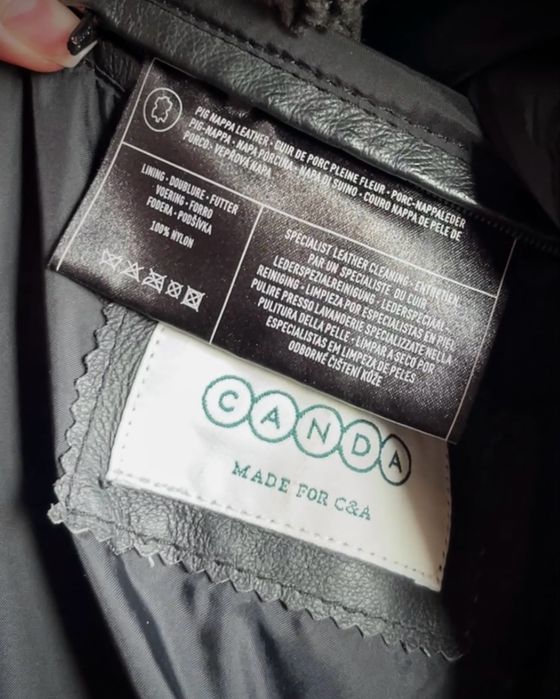 PIG NAPPA LEATHER · CUIR DE PORC PLEINE FLEUR · PORC-NAPPALEDER
PIG-NAPPA · NAPA PORCINA · NAPA DI SUINO · COURO NAPPA DE PELE DE
PORCO · VEPŘOVÁ NAPA
LINING · DOUBLURE · FUTTER
VOERING · FORRO
FODERA · PODŠÍVKA
100% NYLON
SPECIALIST LEATHER CLEANING · ENTRETIEN
PAR UN SPECIALISTE DU CUIR
LEDERSPEZIALREINIGUNG · LEDERSPECIAAL-
REINIGING · LIMPIEZA POR ESPECIALISTAS EN PIEL
PULIRE PRESSO LAVANDERIE SPECIALIZZATE NELLA
PULITURA DELLA PELLE · LIMPAR A SECO POR
ESPECIALISTAS EM LIMPEZA DE PELES
ODBORNÉ ČISTĚNÍ KŮŽE
CANDA
MADE FOR C&A